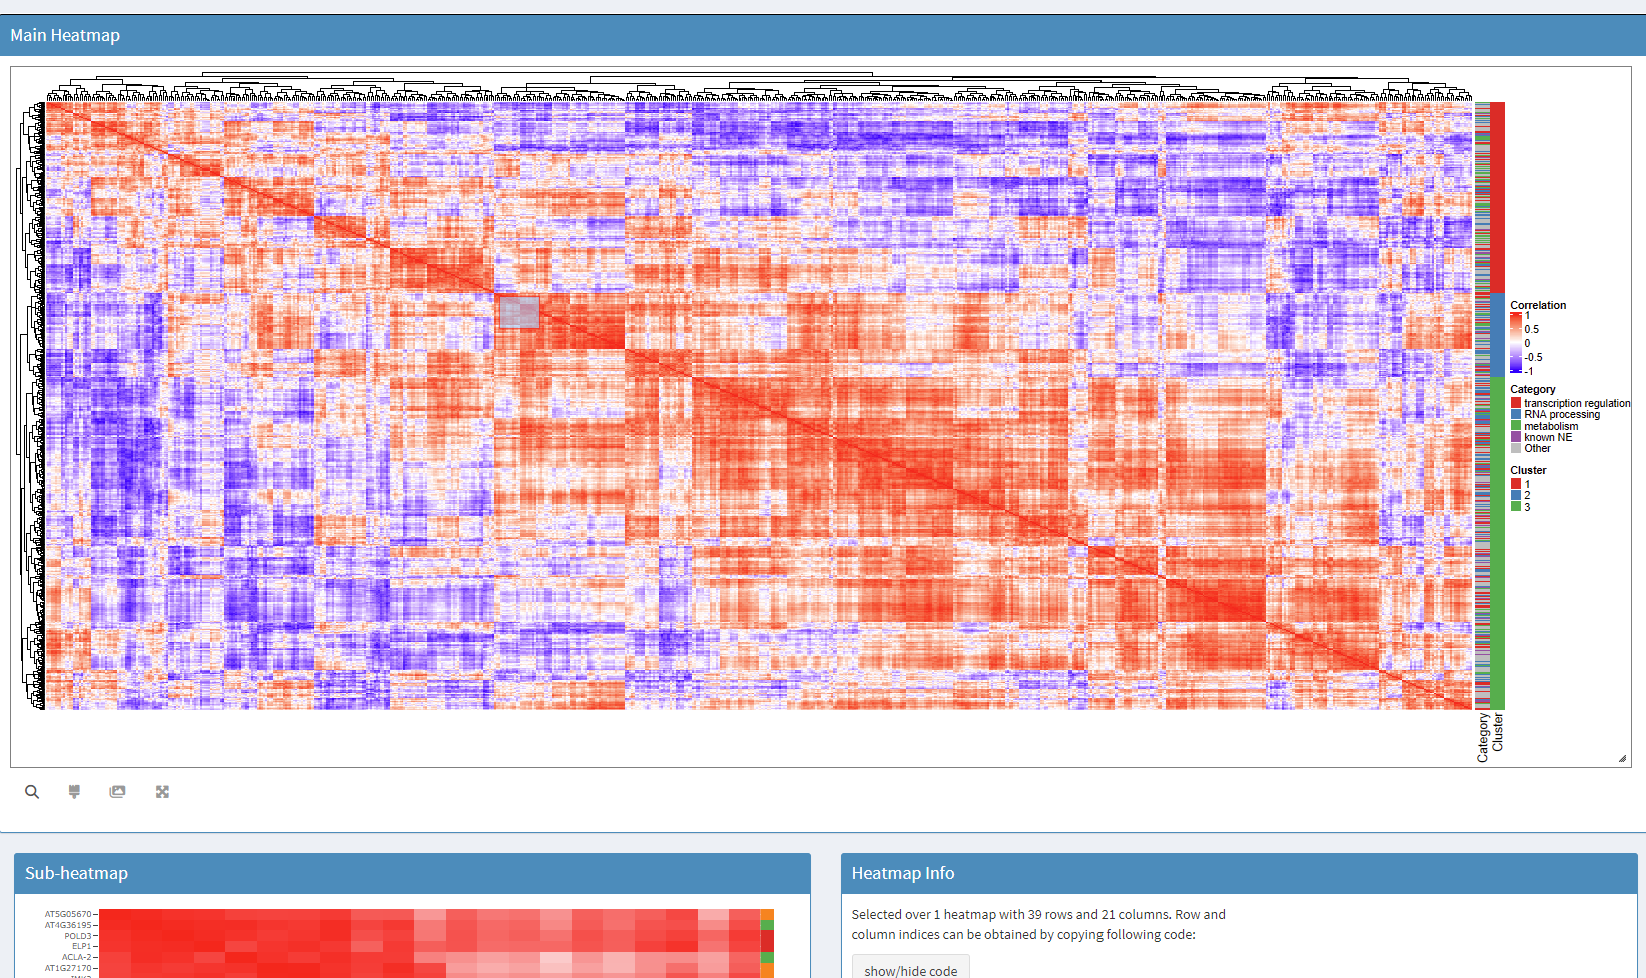 Main Heatmap
Correlation
1
0.5
0
-0.5
-1
Category
transcription regulation
RNA processing
metabolism
known NE
Other
Cluster
1
2
3
Category
Cluster
Sub-heatmap
AT5G05670
AT4G36195
POLD3
ELP1
ACLA-2
AT1G27170
Heatmap Info
Selected over 1 heatmap with 39 rows and 21 columns. Row and
column indices can be obtained by copying following code:
show/hide code